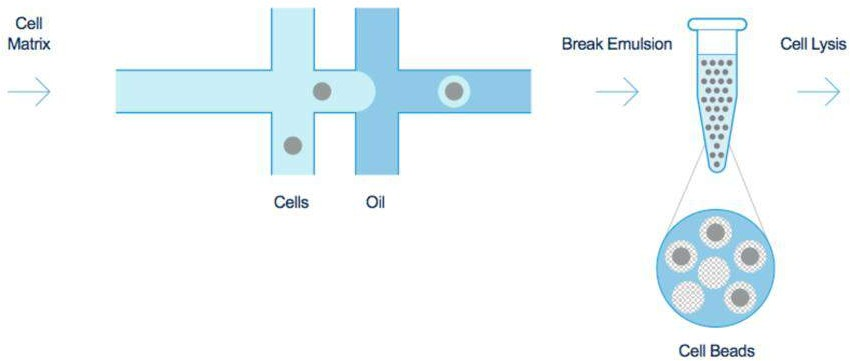 Cell
Matrix
Break Emulsion
Cell Lysis
Cells
Oil
Cell Beads